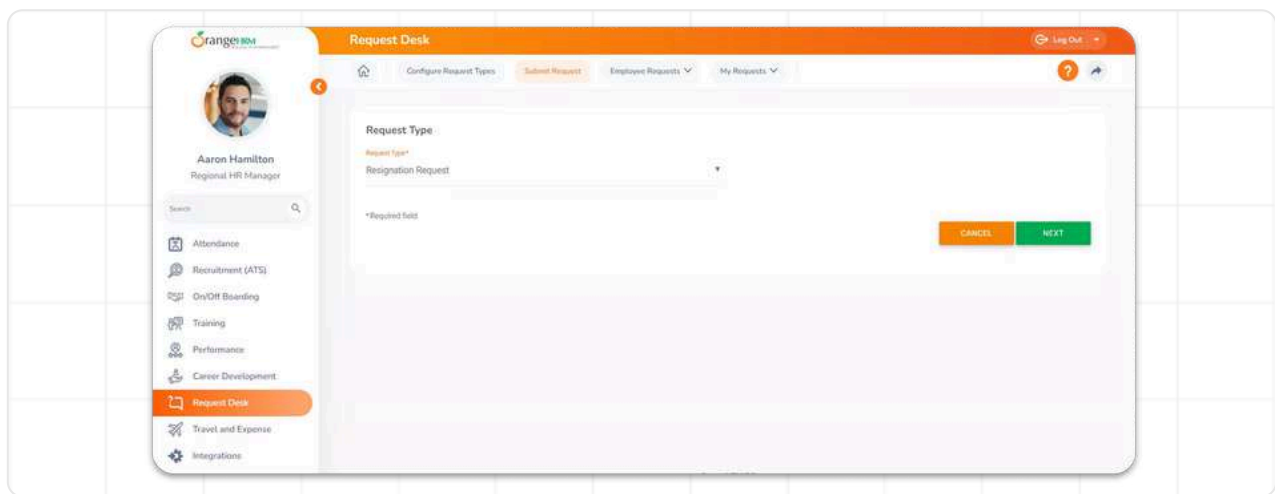 OrangeHRM
Request Desk
Log Out
Configure Request Types
Submit Request
Employee Requests
My Requests
?
Aaron Hamilton
Regional HR Manager
Search
Attendance
Recruitment (ATS)
On/Off Boarding
Training
Performance
Career Development
Request Desk
Travel and Expense
Integrations
Request Type
Request Type*
Resignation Request
*Required field
CANCEL
NEXT